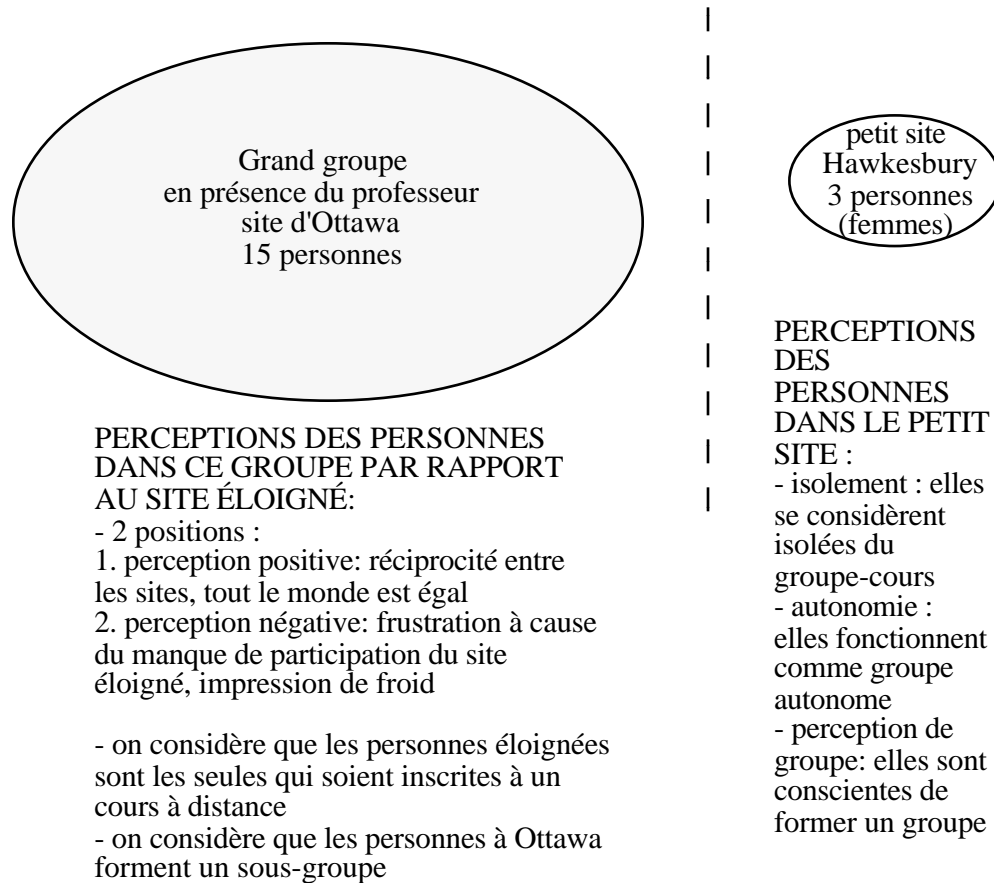 Grand groupe
en présence du professeur
site d'Ottawa
15 personnes
PERCEPTIONS DES PERSONNES
DANS CE GROUPE PAR RAPPORT
AU SITE ÉLOIGNÉ:
- 2 positions :
1. perception positive: réciprocité entre
les sites, tout le monde est égal
2. perception négative: frustration à cause
du manque de participation du site
éloigné, impression de froid
- on considère que les personnes éloignées
sont les seules qui soient inscrites à un
cours à distance
- on considère que les personnes à Ottawa
forment un sous-groupe
petit site
Hawkesbury
3 personnes
(femmes)
PERCEPTIONS
DES
PERSONNES
DANS LE PETIT
SITE :
- isolement : elles
se considèrent
isolées du
groupe-cours
- autonomie :
elles fonctionnent
comme groupe
autonome
- perception de
groupe: elles sont
conscientes de
former un groupe